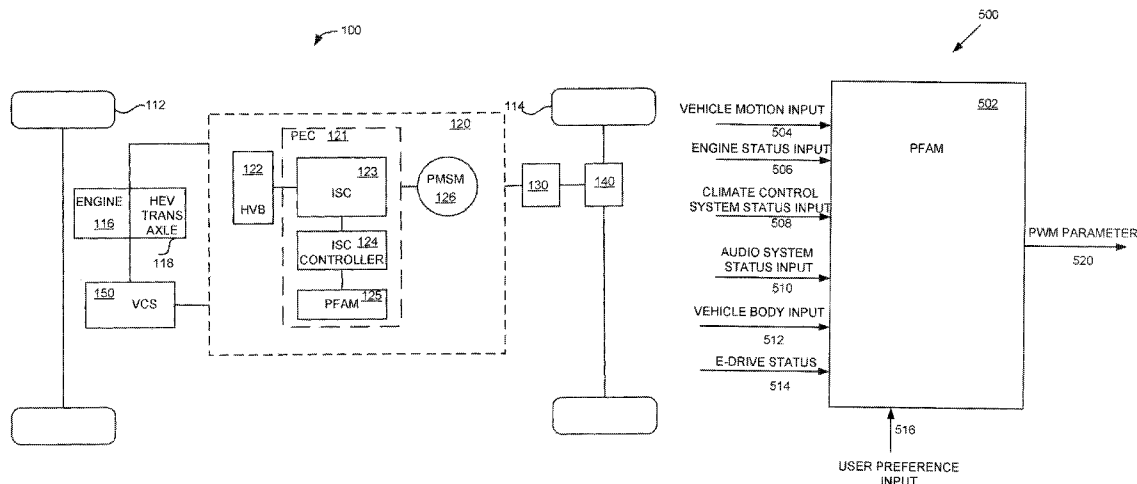 100
112
ENGINE
116
HEV
TRANS
AXLE
118
150
VCS
120
PEC 121
122
HVB
123
ISC
124
ISC
CONTROLLER
PFAM 125
PMSM
126
114
130
140
500
502
PFAM
VEHICLE MOTION INPUT
504
ENGINE STATUS INPUT
506
CLIMATE CONTROL
SYSTEM STATUS INPUT
508
AUDIO SYSTEM
STATUS INPUT
510
VEHICLE BODY INPUT
512
E-DRIVE STATUS
514
516
USER PREFERENCE
INPUT
PWM PARAMETER
520